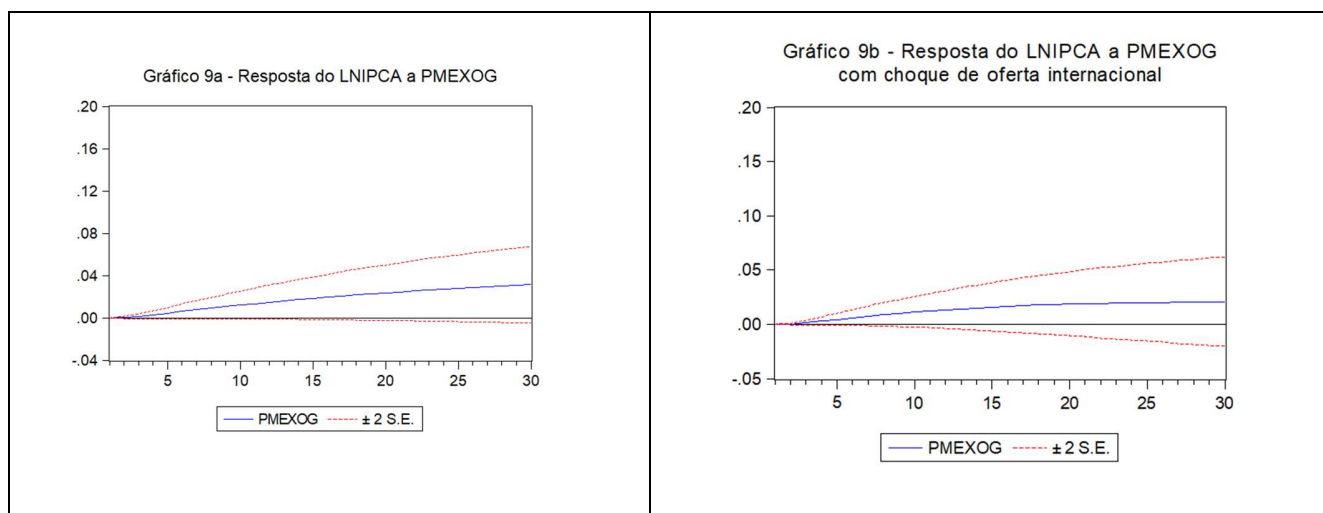 Gráfico 9a - Resposta do LNIPCA a PMEXOG
.20
.16
.12
.08
.04
.00
-.04
5 10 15 20 25 30
PMEXOG ± 2 S.E.
Gráfico 9b - Resposta do LNIPCA a PMEXOG
com choque de oferta internacional
.20
.15
.10
.05
.00
-.05
5 10 15 20 25 30
PMEXOG ± 2 S.E.